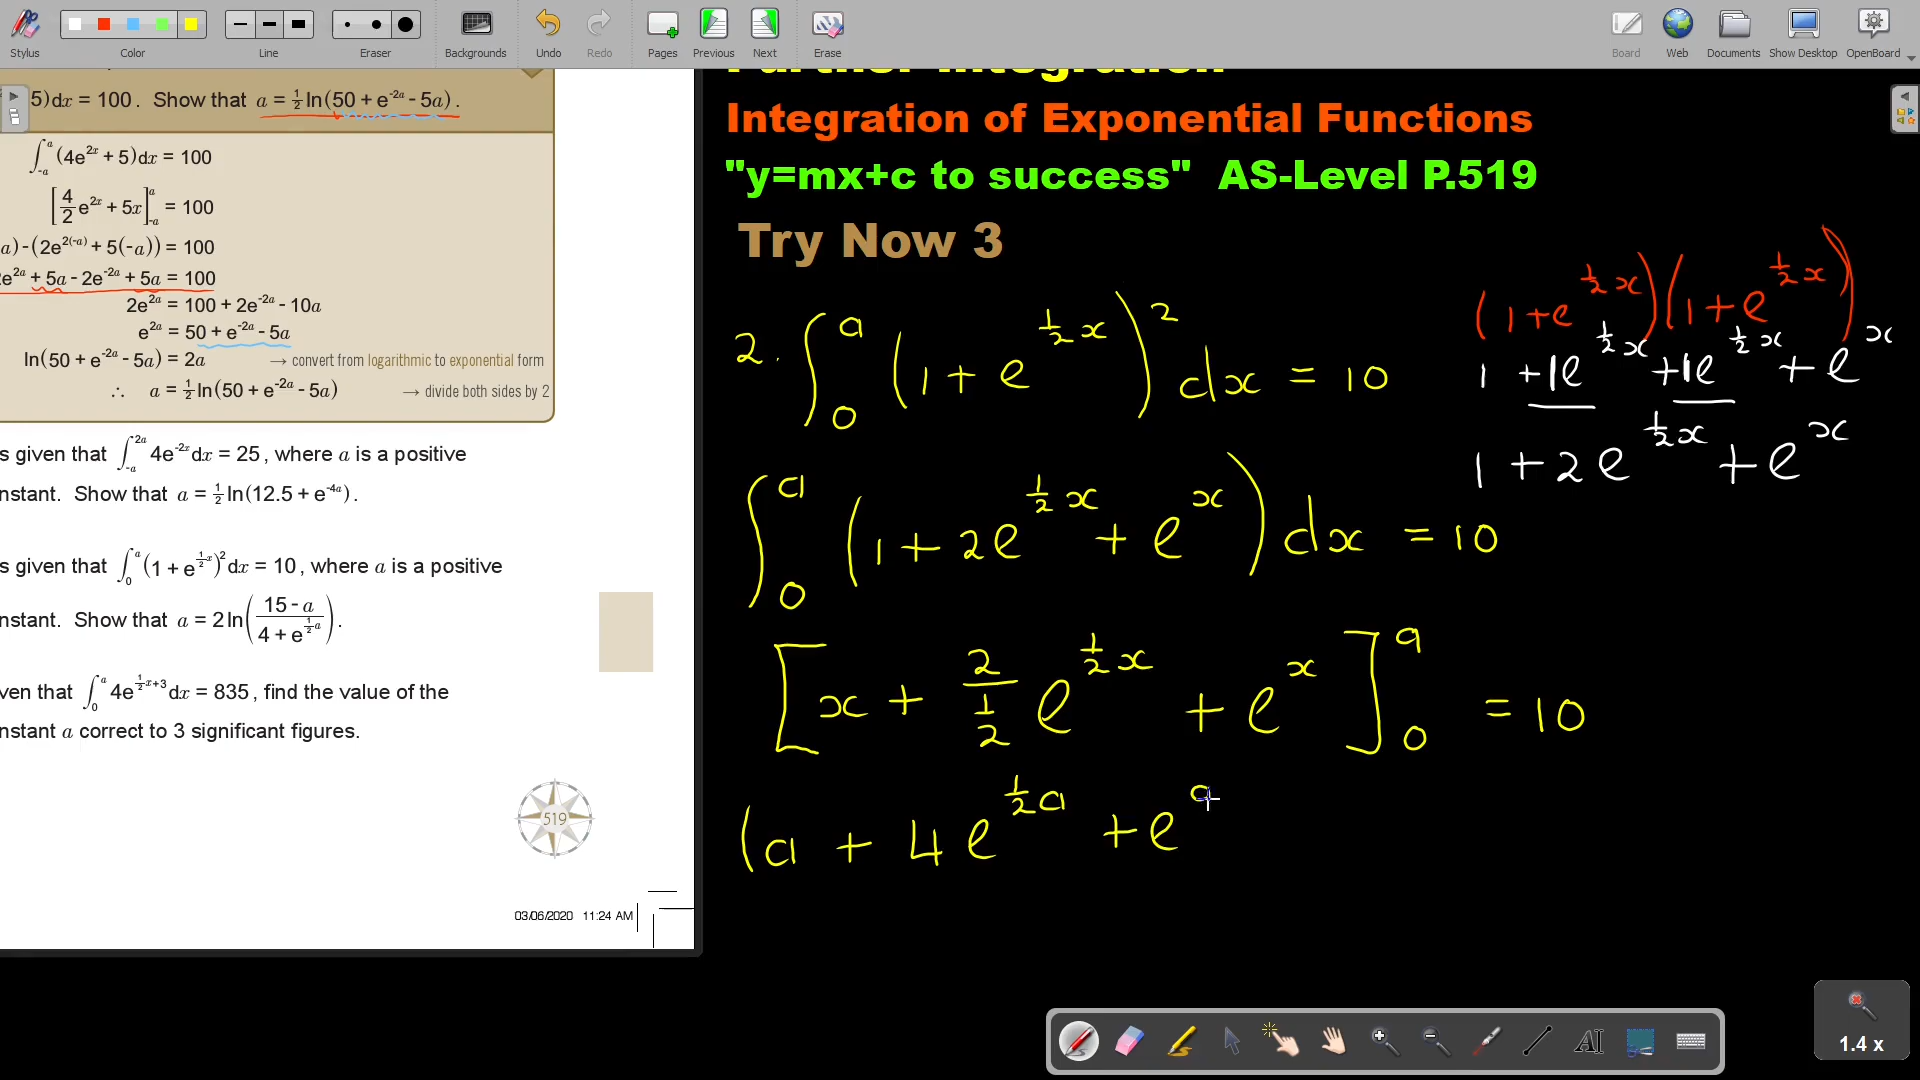 Stylus Color Line Eraser Backgrounds Undo Redo Pages Previous Next Erase Board Web Documents Show Desktop OpenBoard
5)dx = 100. Show that a = ½ln(50 + e^-2a - 5a).
∫_-a^a (4e^2x + 5)dx = 100
[4/2 e^2x + 5x]_-a^a = 100
a) - (2e^2(-a) + 5(-a)) = 100
2e^2a + 5a - 2e^-2a + 5a = 100
2e^2a = 100 + 2e^-2a - 10a
e^2a = 50 + e^-2a - 5a
ln(50 + e^-2a - 5a) = 2a → convert from logarithmic to exponential form
∴ a = ½ln(50 + e^-2a - 5a) → divide both sides by 2
s given that ∫_-a^2a 4e^-2x dx = 25, where a is a positive
nstant. Show that a = ½ln(12.5 + e^-4a).
s given that ∫_0^a (1 + e^½x)^2 dx = 10, where a is a positive
nstant. Show that a = 2ln((15 - a)/(4 + e^½a)).
ven that ∫_0^a 4e^½x+3 dx = 835, find the value of the
nstant a correct to 3 significant figures.
519
03/06/2020 11:24 AM
Further Integration
Integration of Exponential Functions
"y=mx+c to success" AS-Level P.519
Try Now 3
2. ∫_0^a (1 + e^½x)^2 dx = 10
∫_0^a (1 + 2e^½x + e^x) dx = 10
[x + 2/½ e^½x + e^x]_0^a = 10
(a + 4e^½a + e^a
(1 + e^½x)(1 + e^½x)
1 + 1e^½x + 1e^½x + e^x
1 + 2e^½x + e^x
1.4 x